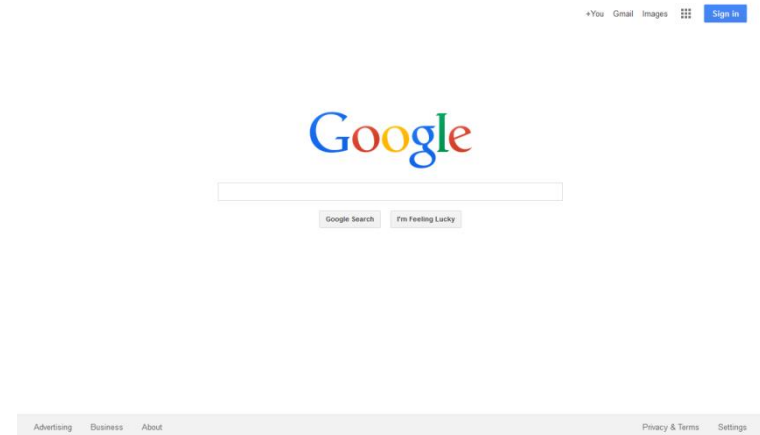 +You Gmail Images Sign in
Google
Google Search I'm Feeling Lucky
Advertising Business About Privacy & Terms Settings